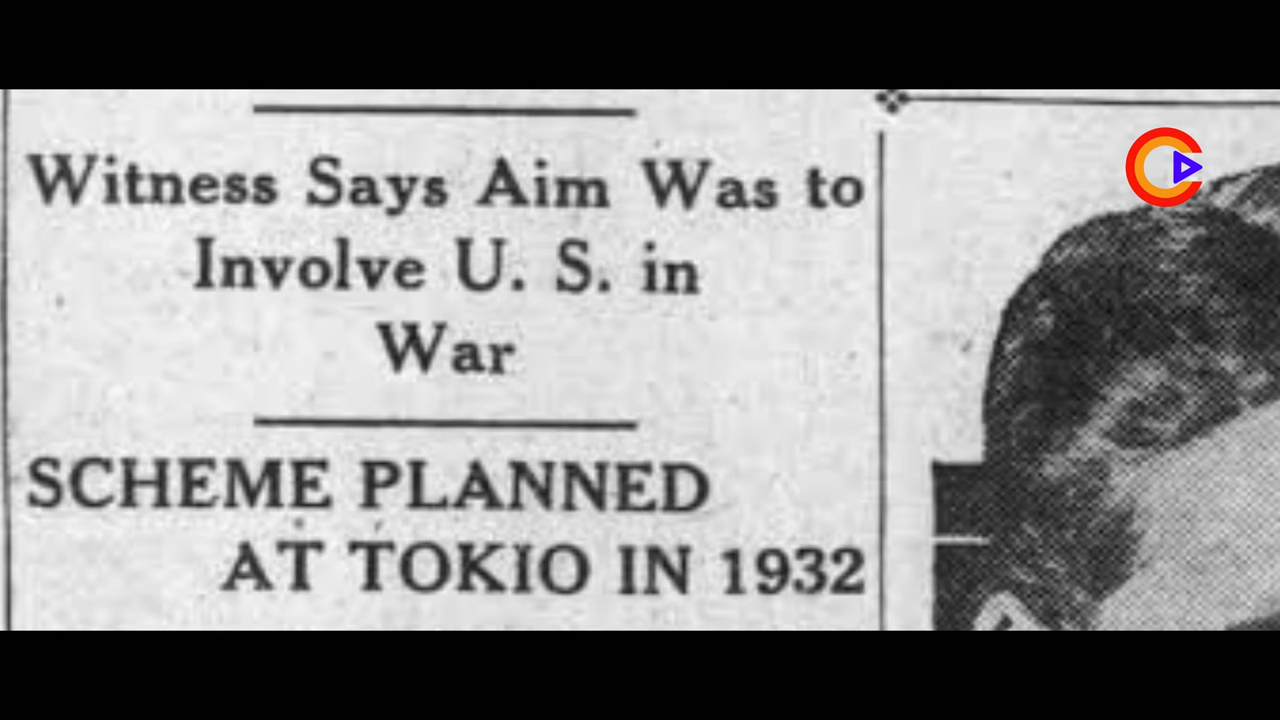 Witness Says Aim Was to
Involve U. S. in
War
SCHEME PLANNED
AT TOKIO IN 1932